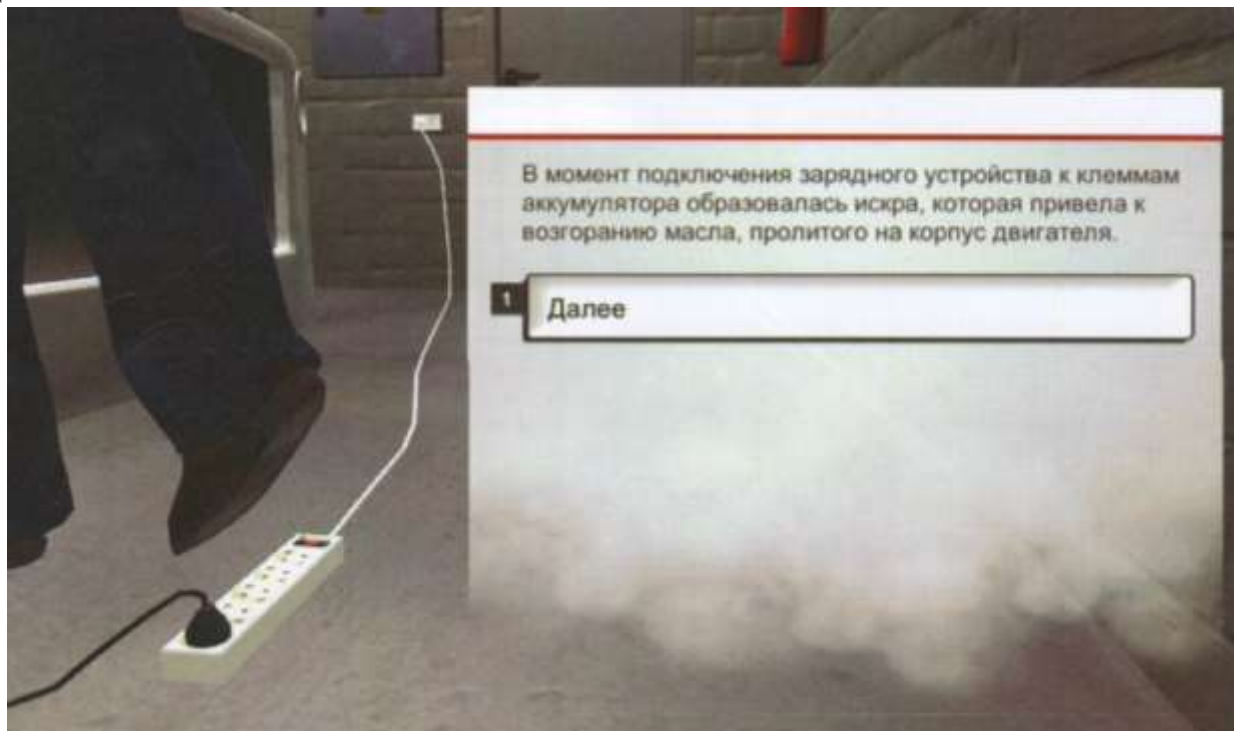 В момент подключения зарядного устройства к клеммам
аккумулятора образовалась искра, которая привела к
возгоранию масла, пролитого на корпус двигателя.
1 Далее